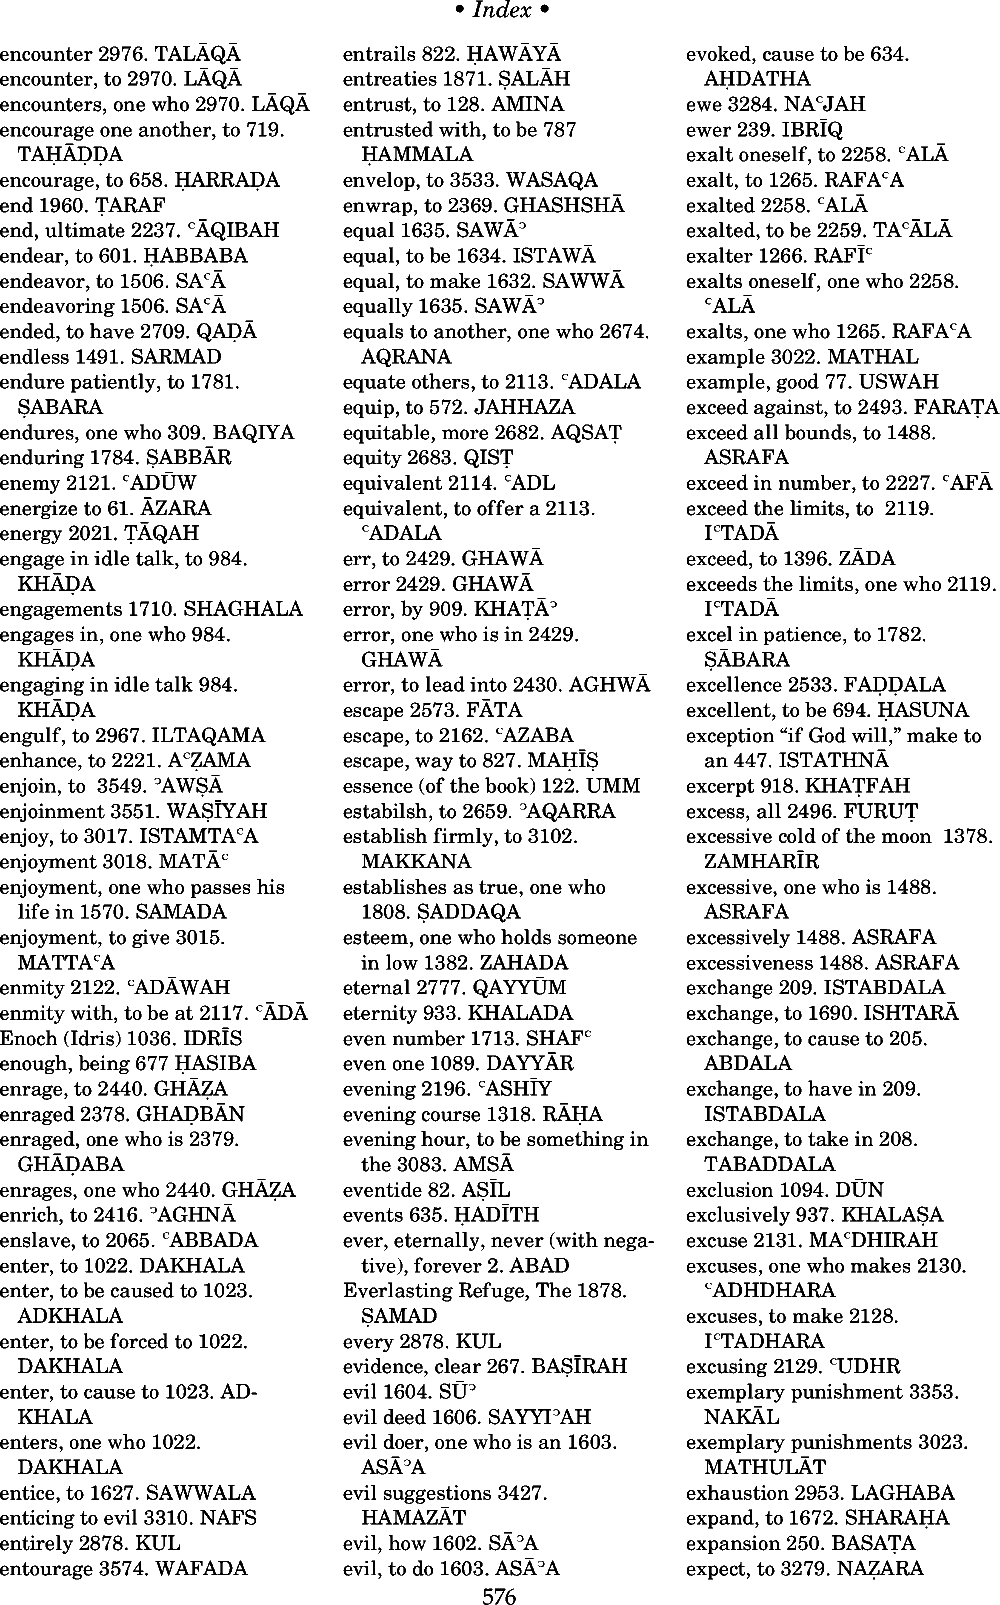 • Index •
encounter 2976. TALĀQĀ
encounter, to 2970. LĀQĀ
encounters, one who 2970. LĀQĀ
encourage one another, to 719.
TAḤĀḌḌA
encourage, to 658. ḤARRAḌA
end 1960. ṬARAF
end, ultimate 2237. ᶜĀQIBAH
endear, to 601. ḤABBABA
endeavor, to 1506. SAᶜĀ
endeavoring 1506. SAᶜĀ
ended, to have 2709. QAḌĀ
endless 1491. SARMAD
endure patiently, to 1781.
ṢABARA
endures, one who 309. BAQIYA
enduring 1784. ṢABBĀR
enemy 2121. ᶜADŪW
energize to 61. ĀZARA
energy 2021. ṬĀQAH
engage in idle talk, to 984.
KHĀḌA
engagements 1710. SHAGHALA
engages in, one who 984.
KHĀḌA
engaging in idle talk 984.
KHĀḌA
engulf, to 2967. ILTAQAMA
enhance, to 2221. AᶜẒAMA
enjoin, to 3549. ᵓAWṢĀ
enjoinment 3551. WAṢĪYAH
enjoy, to 3017. ISTAMTAᶜA
enjoyment 3018. MATĀᶜ
enjoyment, one who passes his
life in 1570. SAMADA
enjoyment, to give 3015.
MATTAᶜA
enmity 2122. ᶜADĀWAH
enmity with, to be at 2117. ᶜĀDĀ
Enoch (Idris) 1036. IDRĪS
enough, being 677 ḤASIBA
enrage, to 2440. GHĀẒA
enraged 2378. GHAḌBĀN
enraged, one who is 2379.
GHĀḌABA
enrages, one who 2440. GHĀẒA
enrich, to 2416. ᵓAGHNĀ
enslave, to 2065. ᶜABBADA
enter, to 1022. DAKHALA
enter, to be caused to 1023.
ADKHALA
enter, to be forced to 1022.
DAKHALA
enter, to cause to 1023. AD-
KHALA
enters, one who 1022.
DAKHALA
entice, to 1627. SAWWALA
enticing to evil 3310. NAFS
entirely 2878. KUL
entourage 3574. WAFADA
entrails 822. ḤAWĀYĀ
entreaties 1871. ṢALĀH
entrust, to 128. AMINA
entrusted with, to be 787
ḤAMMALA
envelop, to 3533. WASAQA
enwrap, to 2369. GHASHSHĀ
equal 1635. SAWĀᵓ
equal, to be 1634. ISTAWĀ
equal, to make 1632. SAWWĀ
equally 1635. SAWĀᵓ
equals to another, one who 2674.
AQRANA
equate others, to 2113. ᶜADALA
equip, to 572. JAHHAZA
equitable, more 2682. AQSAṬ
equity 2683. QISṬ
equivalent 2114. ᶜADL
equivalent, to offer a 2113.
ᶜADALA
err, to 2429. GHAWĀ
error 2429. GHAWĀ
error, by 909. KHAṬĀᵓ
error, one who is in 2429.
GHAWĀ
error, to lead into 2430. AGHWĀ
escape 2573. FĀTA
escape, to 2162. ᶜAZABA
escape, way to 827. MAḤĪṢ
essence (of the book) 122. UMM
estabilsh, to 2659. ᵓAQARRA
establish firmly, to 3102.
MAKKANA
establishes as true, one who
1808. ṢADDAQA
esteem, one who holds someone
in low 1382. ZAHADA
eternal 2777. QAYYŪM
eternity 933. KHALADA
even number 1713. SHAFᶜ
even one 1089. DAYYĀR
evening 2196. ᶜASHĪY
evening course 1318. RĀḤA
evening hour, to be something in
the 3083. AMSĀ
eventide 82. AṢĪL
events 635. ḤADĪTH
ever, eternally, never (with nega-
tive), forever 2. ABAD
Everlasting Refuge, The 1878.
ṢAMAD
every 2878. KUL
evidence, clear 267. BAṢĪRAH
evil 1604. SŪᵓ
evil deed 1606. SAYYIᵓAH
evil doer, one who is an 1603.
ASĀᵓA
evil suggestions 3427.
HAMAZĀT
evil, how 1602. SĀᵓA
evil, to do 1603. ASĀᵓA
evoked, cause to be 634.
AḤDATHA
ewe 3284. NAᶜJAH
ewer 239. IBRĪQ
exalt oneself, to 2258. ᶜALĀ
exalt, to 1265. RAFAᶜA
exalted 2258. ᶜALĀ
exalted, to be 2259. TAᶜĀLĀ
exalter 1266. RAFĪᶜ
exalts oneself, one who 2258.
ᶜALĀ
exalts, one who 1265. RAFAᶜA
example 3022. MATHAL
example, good 77. USWAH
exceed against, to 2493. FARAṬA
exceed all bounds, to 1488.
ASRAFA
exceed in number, to 2227. ᶜAFĀ
exceed the limits, to 2119.
IᶜTADĀ
exceed, to 1396. ZĀDA
exceeds the limits, one who 2119.
IᶜTADĀ
excel in patience, to 1782.
ṢĀBARA
excellence 2533. FAḌḌALA
excellent, to be 694. ḤASUNA
exception “if God will,” make to
an 447. ISTATHNĀ
excerpt 918. KHAṬFAH
excess, all 2496. FURUṬ
excessive cold of the moon 1378.
ZAMHARĪR
excessive, one who is 1488.
ASRAFA
excessively 1488. ASRAFA
excessiveness 1488. ASRAFA
exchange 209. ISTABDALA
exchange, to 1690. ISHTARĀ
exchange, to cause to 205.
ABDALA
exchange, to have in 209.
ISTABDALA
exchange, to take in 208.
TABADDALA
exclusion 1094. DŪN
exclusively 937. KHALAṢA
excuse 2131. MAᶜDHIRAH
excuses, one who makes 2130.
ᶜADHDHARA
excuses, to make 2128.
IᶜTADHARA
excusing 2129. ᶜUDHR
exemplary punishment 3353.
NAKĀL
exemplary punishments 3023.
MATHULĀT
exhaustion 2953. LAGHABA
expand, to 1672. SHARAḤA
expansion 250. BASAṬA
expect, to 3279. NAẒARA
576